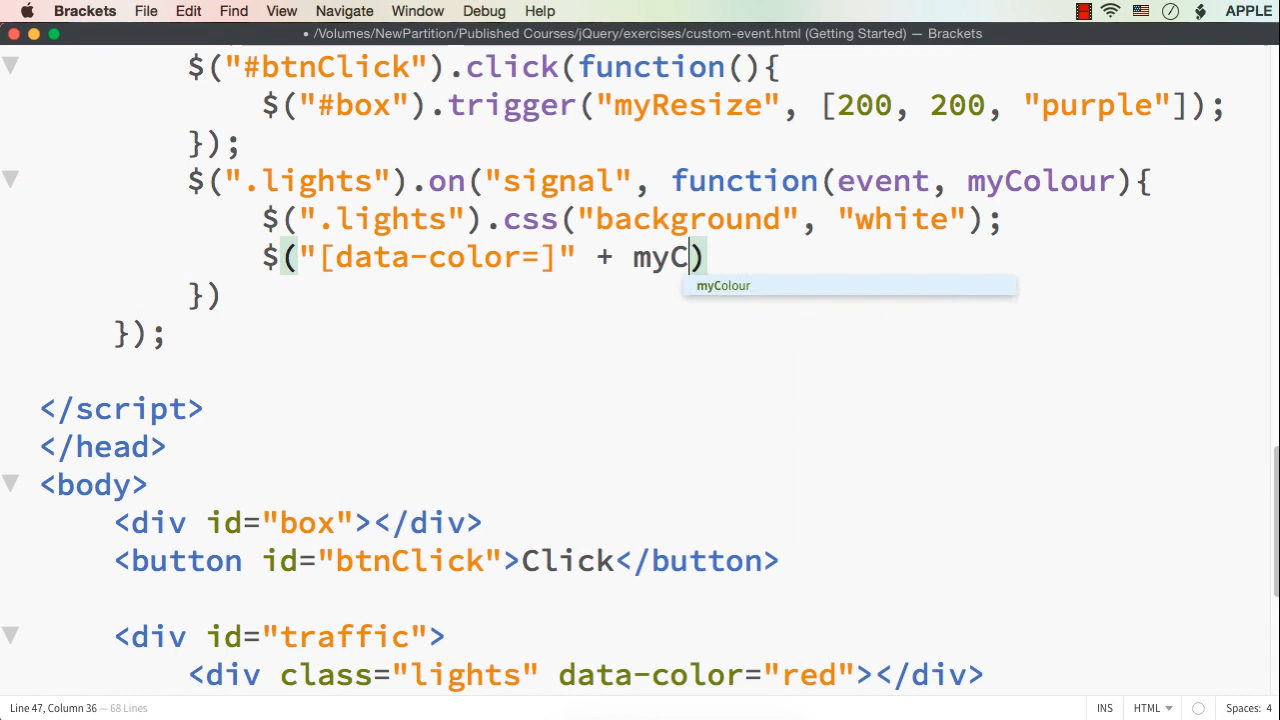 Brackets File Edit Find View Navigate Window Debug Help APPLE
• /Volumes/NewPartition/Published Courses/jQuery/exercises/custom-event.html (Getting Started) — Brackets
$("#btnClick").click(function(){
$("#box").trigger("myResize", [200, 200, "purple"]);
});
$(".lights").on("signal", function(event, myColour){
$(".lights").css("background", "white");
$("[data-color=]" + myC)
myColour
})
});
</script>
</head>
<body>
<div id="box"></div>
<button id="btnClick">Click</button>
<div id="traffic">
<div class="lights" data-color="red"></div>
Line 47, Column 36 — 68 Lines INS HTML Spaces: 4